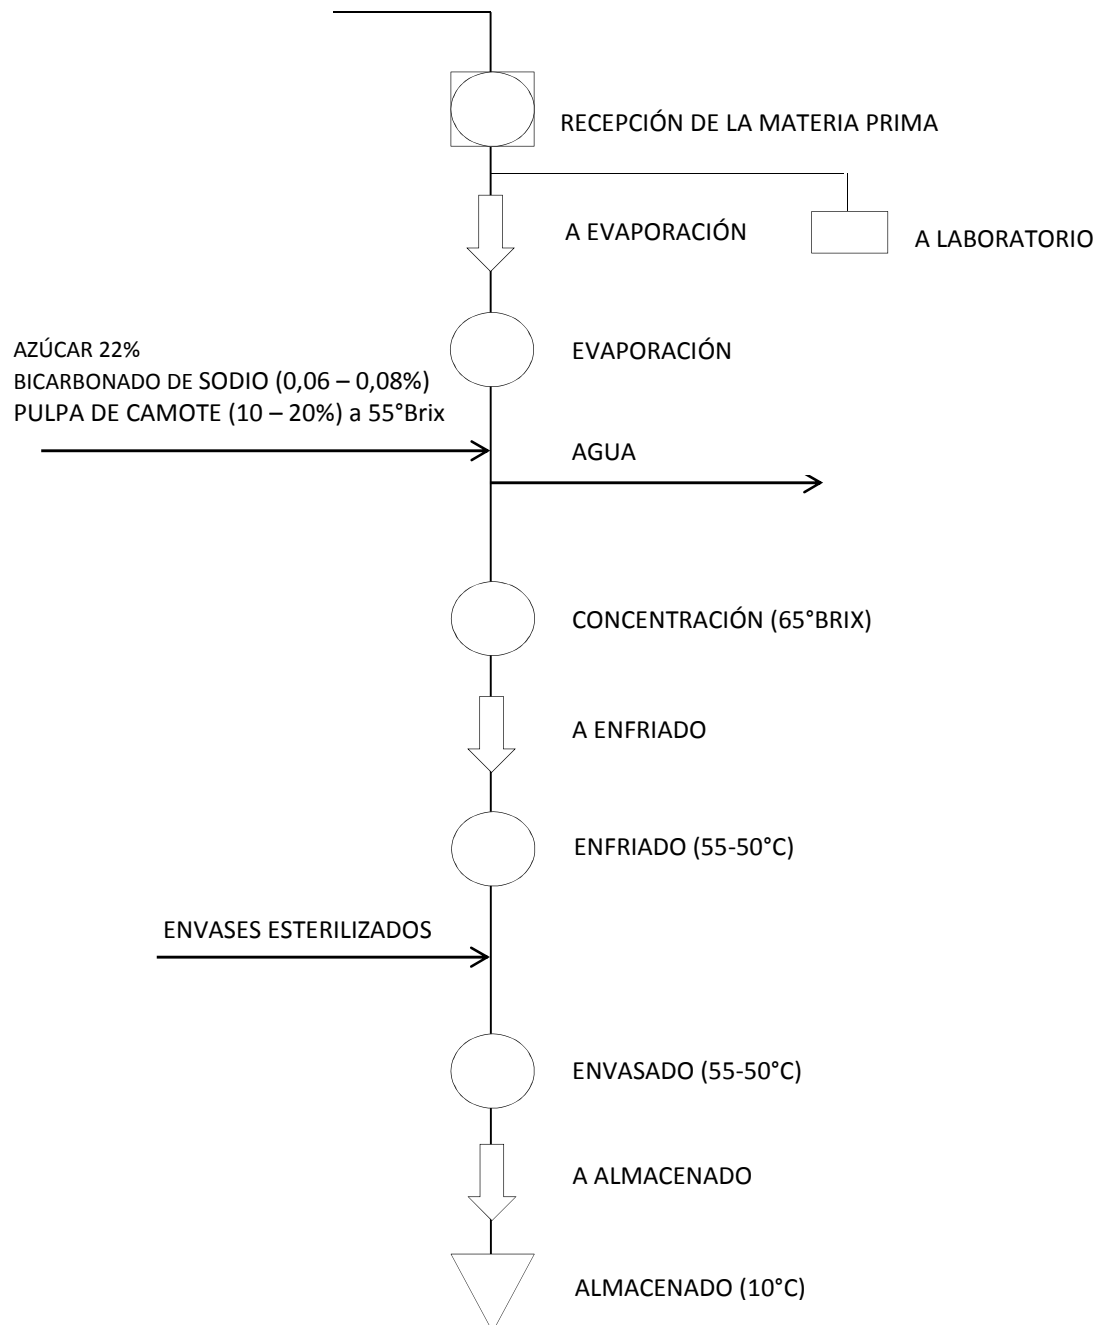 RECEPCIÓN DE LA MATERIA PRIMA
A EVAPORACIÓN
A LABORATORIO
EVAPORACIÓN
AZÚCAR 22%
BICARBONADO DE SODIO (0,06 – 0,08%)
PULPA DE CAMOTE (10 – 20%) a 55°Brix
AGUA
CONCENTRACIÓN (65°BRIX)
A ENFRIADO
ENFRIADO (55-50°C)
ENVASES ESTERILIZADOS
ENVASADO (55-50°C)
A ALMACENADO
ALMACENADO (10°C)